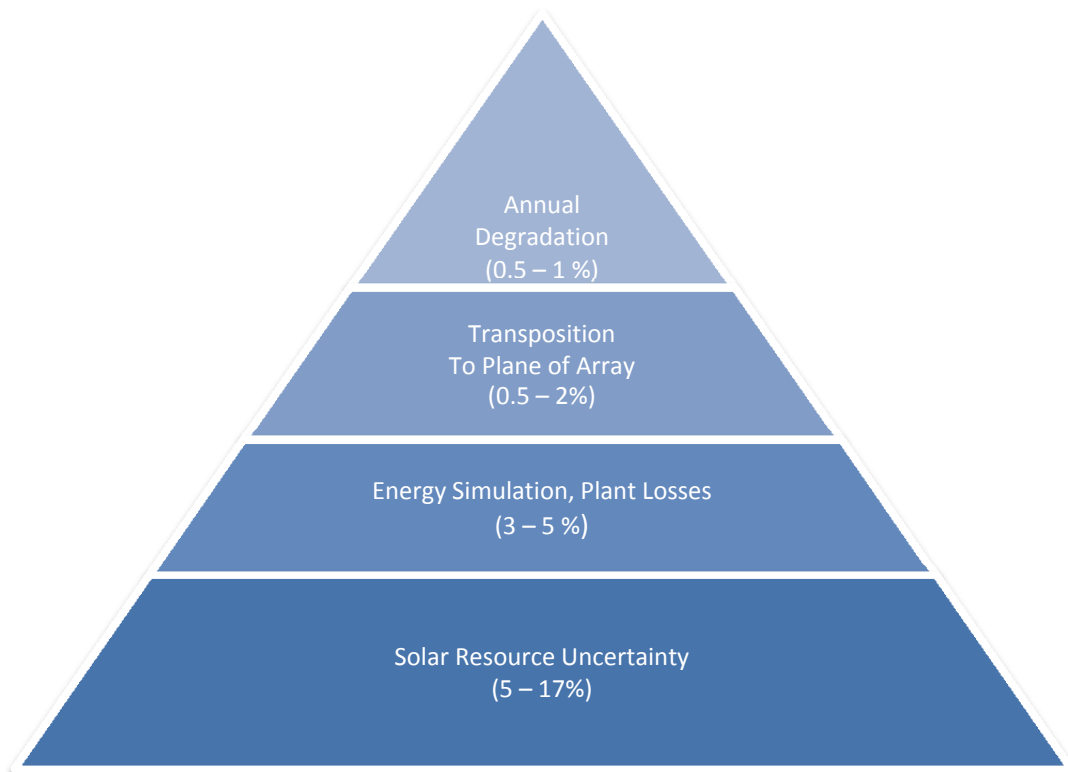 Annual
Degradation
(0.5 – 1 %)
Transposition
To Plane of Array
(0.5 – 2%)
Energy Simulation, Plant Losses
(3 – 5 %)
Solar Resource Uncertainty
(5 – 17%)